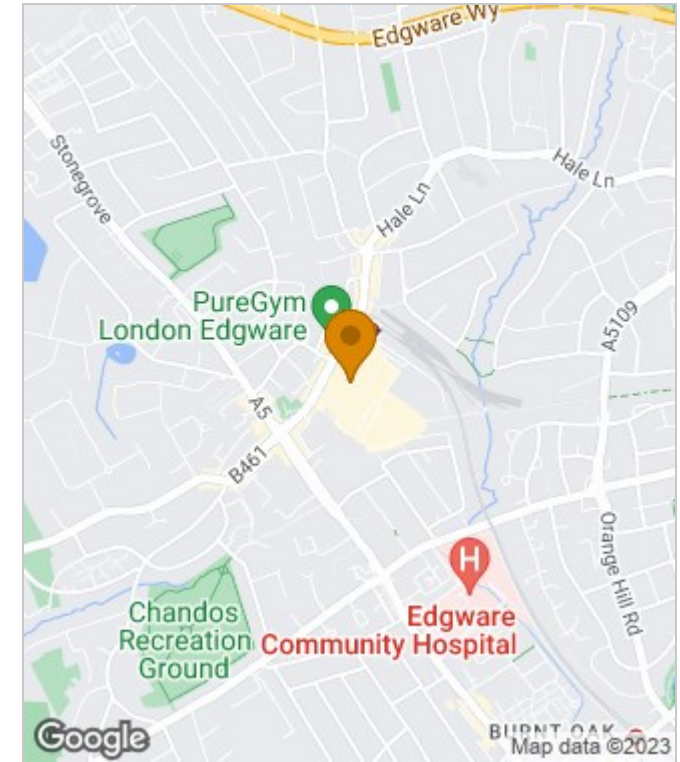 Edgware Wy
Stonegrove
Hale Ln
Hale Ln
PureGym
London Edgware
A5109
A5
B461
Orange Hill Rd
H
Edgware
Community Hospital
Chandos
Recreation
Ground
BURNT OAK
Google
Map data ©2023